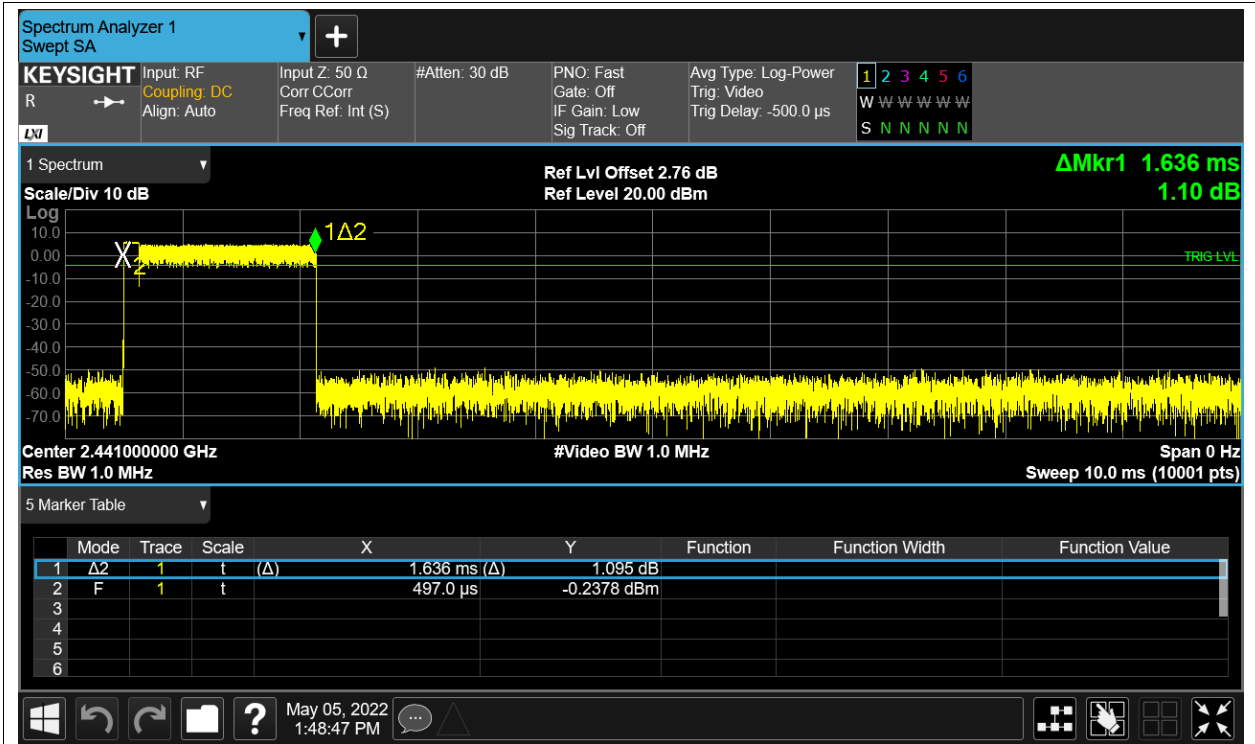 Spectrum Analyzer 1
Swept SA
KEYSIGHT Input: RF Input Z: 50 Ω #Atten: 30 dB PNO: Fast Avg Type: Log-Power 1 2 3 4 5 6
R Coupling: DC Corr CCorr Gate: Off Trig: Video W W W W W W
Align: Auto Freq Ref: Int (S) IF Gain: Low Trig Delay: -500.0 µs
LXI Sig Track: Off S N N N N N
1 Spectrum Ref Lvl Offset 2.76 dB ΔMkr1 1.636 ms
Scale/Div 10 dB Ref Level 20.00 dBm 1.10 dB
Log
10.0 1Δ2
0.00 X 2 TRIG LVL
-10.0
-20.0
-30.0
-40.0
-50.0
-60.0
-70.0
Center 2.441000000 GHz #Video BW 1.0 MHz Span 0 Hz
Res BW 1.0 MHz Sweep 10.0 ms (10001 pts)
5 Marker Table
Mode Trace Scale X Y Function Function Width Function Value
1 Δ2 1 t (Δ) 1.636 ms (Δ) 1.095 dB
2 F 1 t 497.0 µs -0.2378 dBm
3
4
5
6
? May 05, 2022
1:48:47 PM